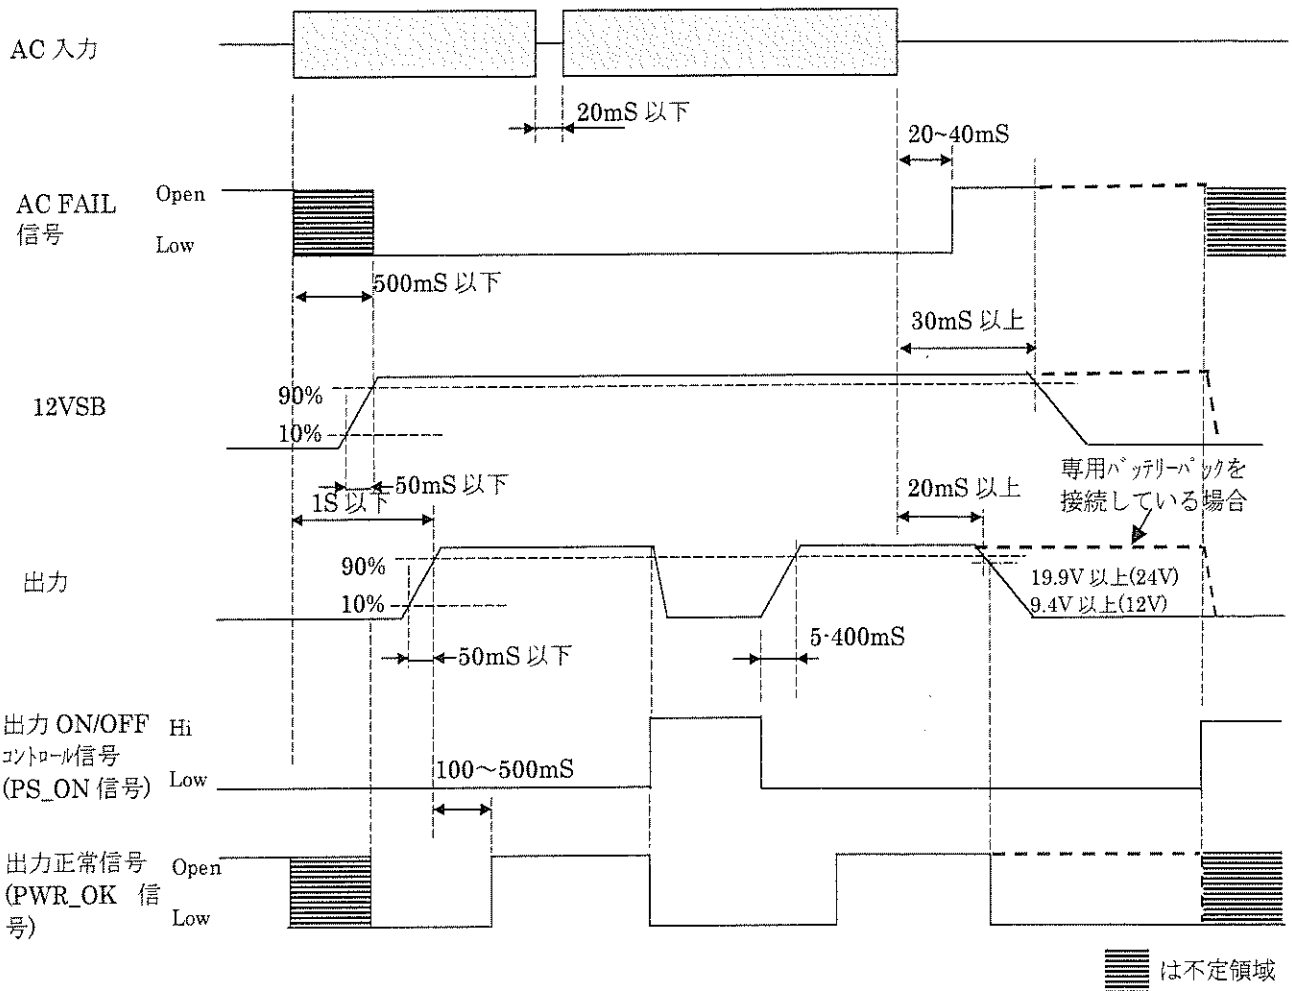 AC 入力
20mS 以下
20~40mS
AC FAIL
信号
Open
Low
500mS 以下
30mS 以上
12VSB
90%
10%
50mS 以下
1S 以下
20mS 以上
専用ﾊﾞｯﾃﾘｰﾊﾟｯｸを
接続している場合
出力
90%
10%
19.9V 以上(24V)
9.4V 以上(12V)
50mS 以下
5-400mS
出力 ON/OFF
ｺﾝﾄﾛｰﾙ信号
(PS_ON 信号)
Hi
Low
100～500mS
出力正常信号
(PWR_OK 信
号)
Open
Low
は不定領域